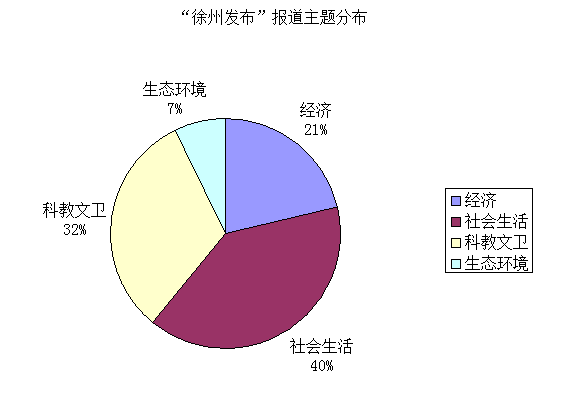 “徐州发布”报道主题分布
生态环境
7%
经济
21%
科教文卫
32%
社会生活
40%
经济
社会生活
科教文卫
生态环境